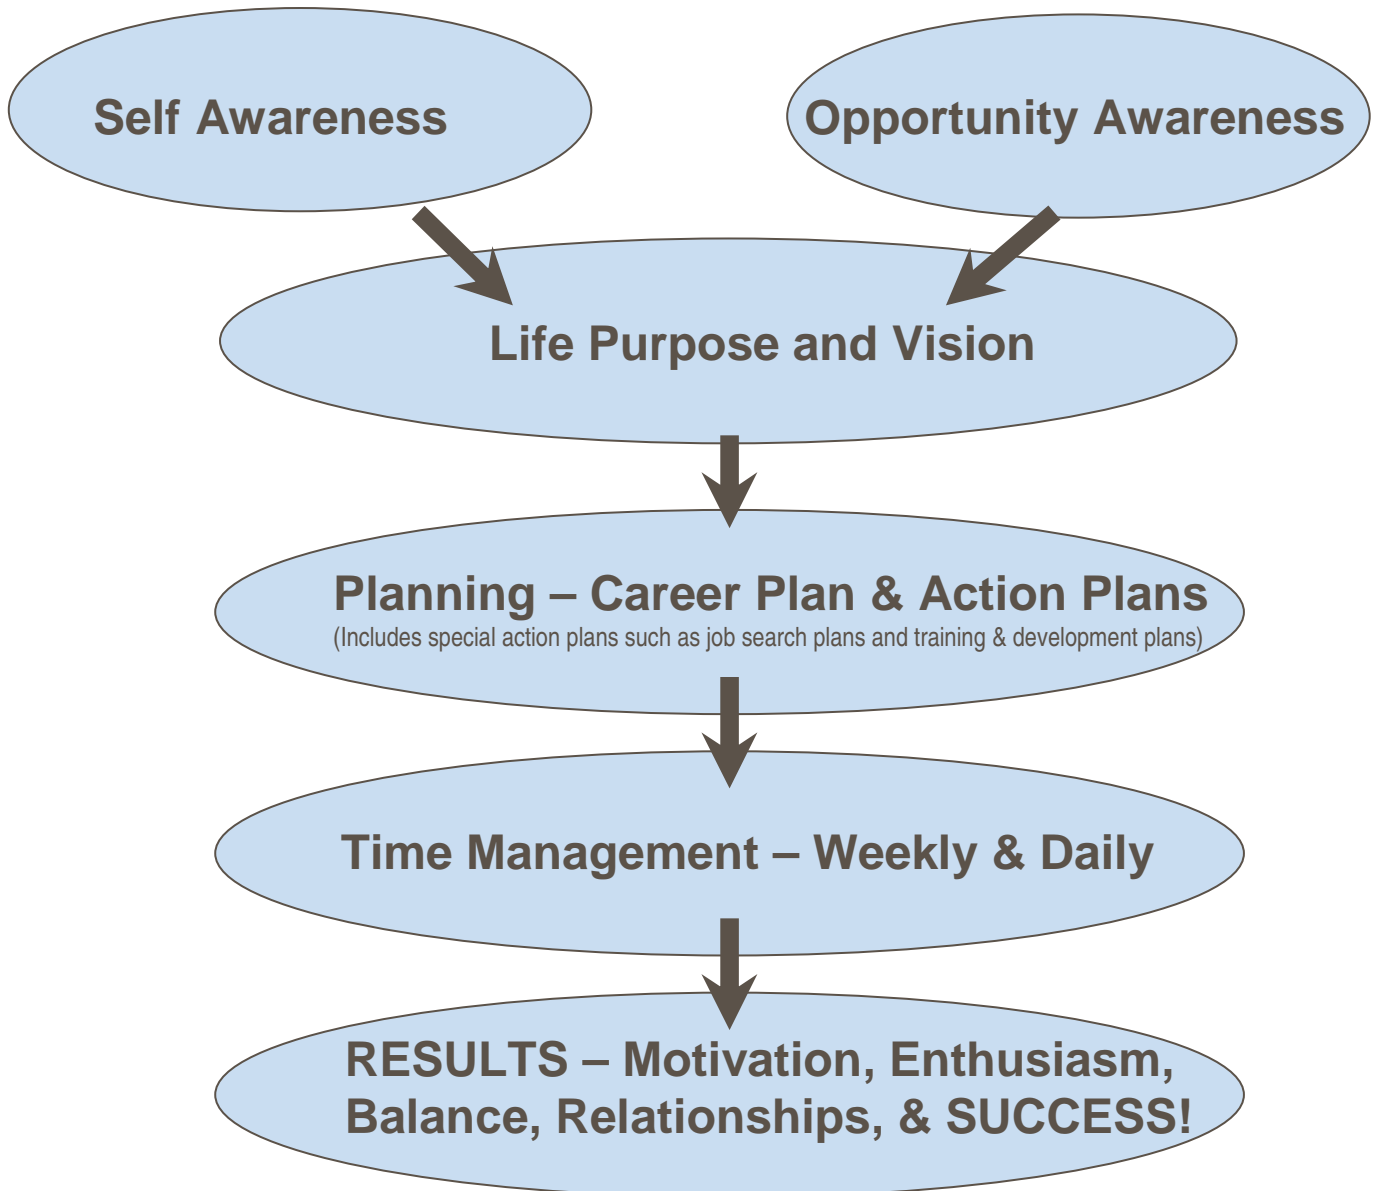 Self Awareness
Opportunity Awareness
Life Purpose and Vision
Planning – Career Plan & Action Plans
(Includes special action plans such as job search plans and training & development plans)
Time Management – Weekly & Daily
RESULTS – Motivation, Enthusiasm,
Balance, Relationships, & SUCCESS!